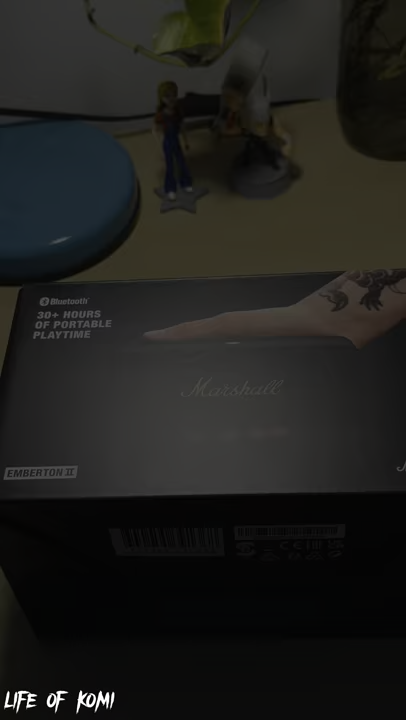 Bluetooth
30+ HOURS
OF PORTABLE
PLAYTIME
Marshall
EMBERTON II
LIFE OF KOMI